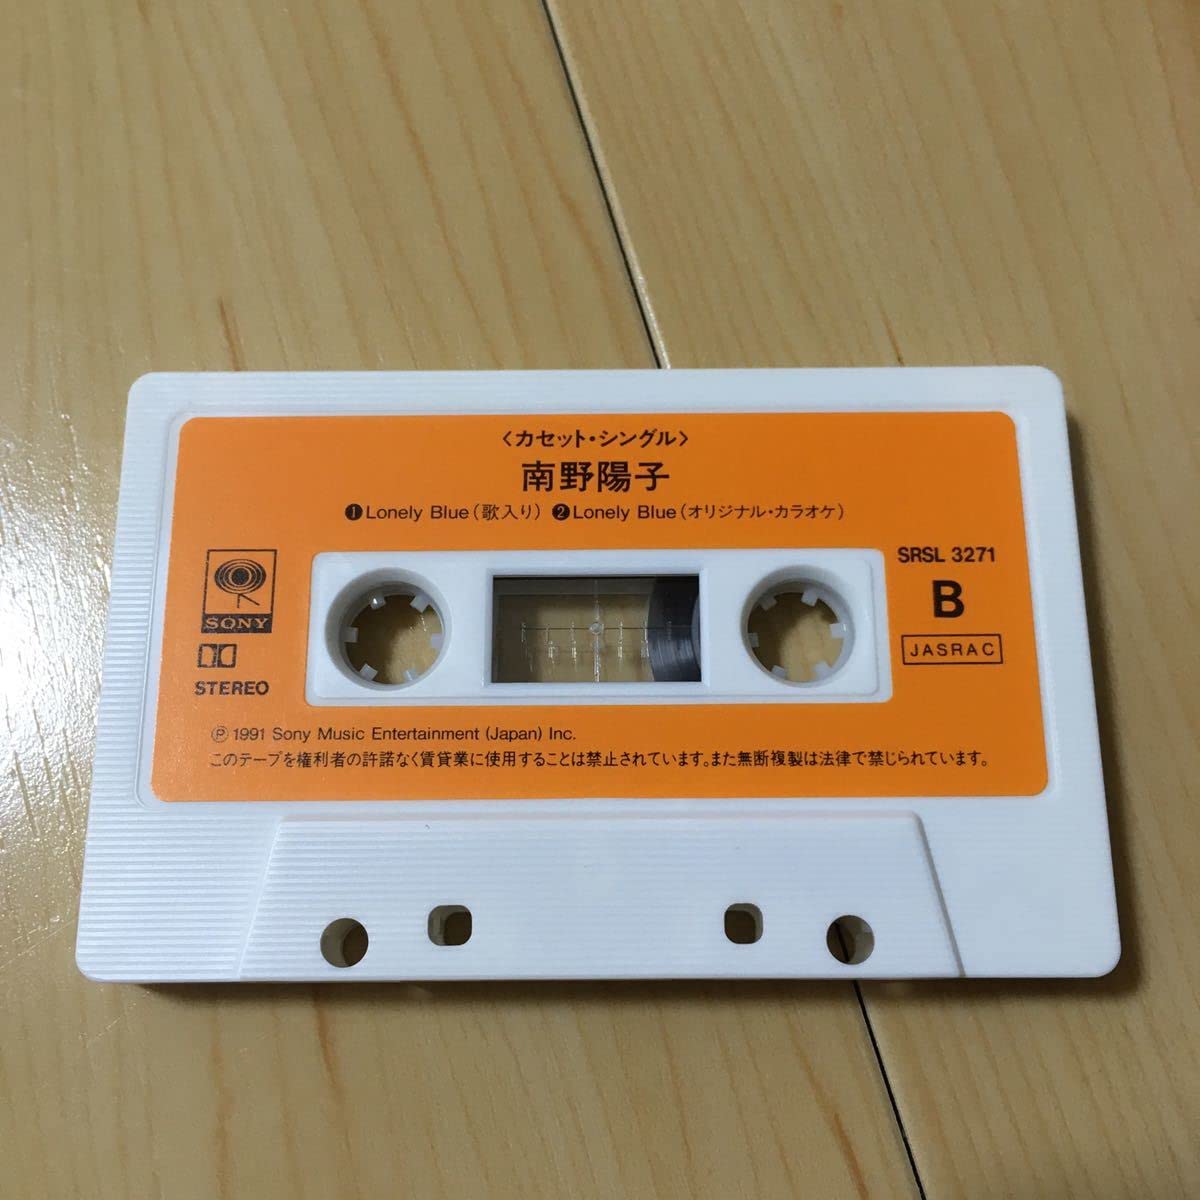 〈カセット・シングル〉
南野陽子
❶Lonely Blue(歌入り) ❷Lonely Blue(オリジナル・カラオケ)
SRSL 3271
B
JASRAC
SONY
STEREO
Ⓟ 1991 Sony Music Entertainment (Japan) Inc.
このテープを権利者の許諾なく賃貸業に使用することは禁止されています。また無断複製は法律で禁じられています。